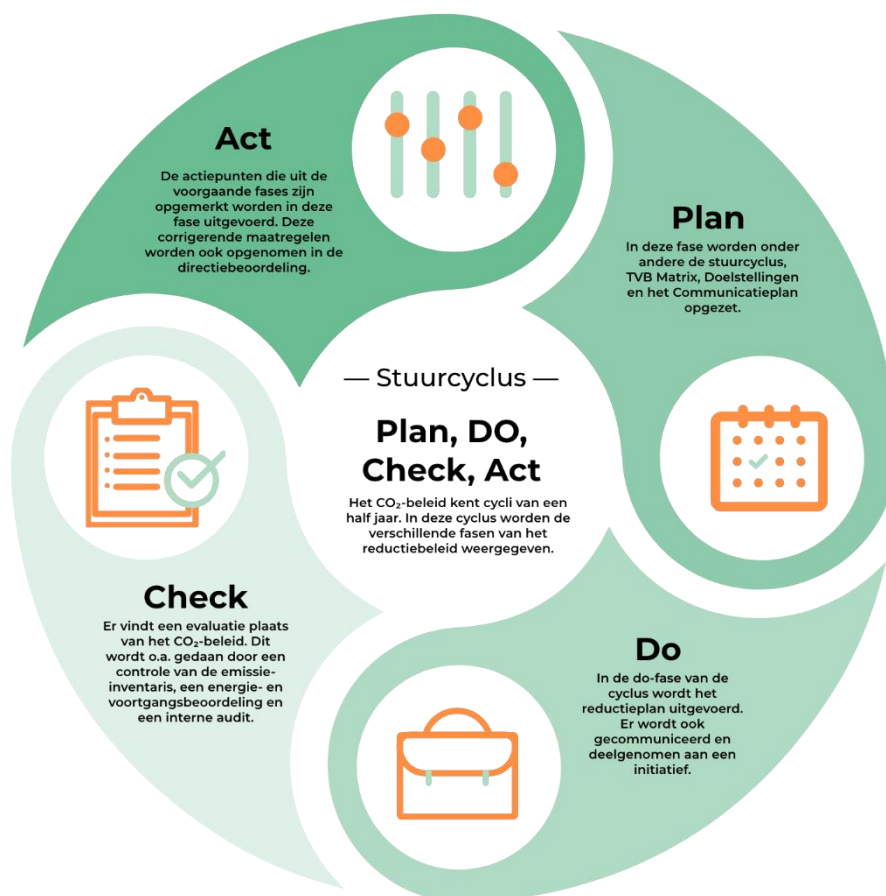 Act
De actiepunten die uit de
voorgaande fases zijn
opgemerkt worden in deze
fase uitgevoerd. Deze
corrigerende maatregelen
worden ook opgenomen in de
directiebeoordeling.
Plan
In deze fase worden onder
andere de stuurcyclus,
TVB Matrix, Doelstellingen
en het Communicatieplan
opgezet.
— Stuurcyclus —
Plan, DO,
Check, Act
Het CO₂-beleid kent cycli van een
half jaar. In deze cyclus worden de
verschillende fasen van het
reductiebeleid weergegeven.
Check
Er vindt een evaluatie plaats
van het CO₂-beleid. Dit
wordt o.a. gedaan door een
controle van de emissie-
inventaris, een energie- en
voortgangsbeoordeling en
een interne audit.
Do
In de do-fase van de
cyclus wordt het
reductieplan uitgevoerd.
Er wordt ook
gecommuniceerd en
deelgenomen aan een
initiatief.